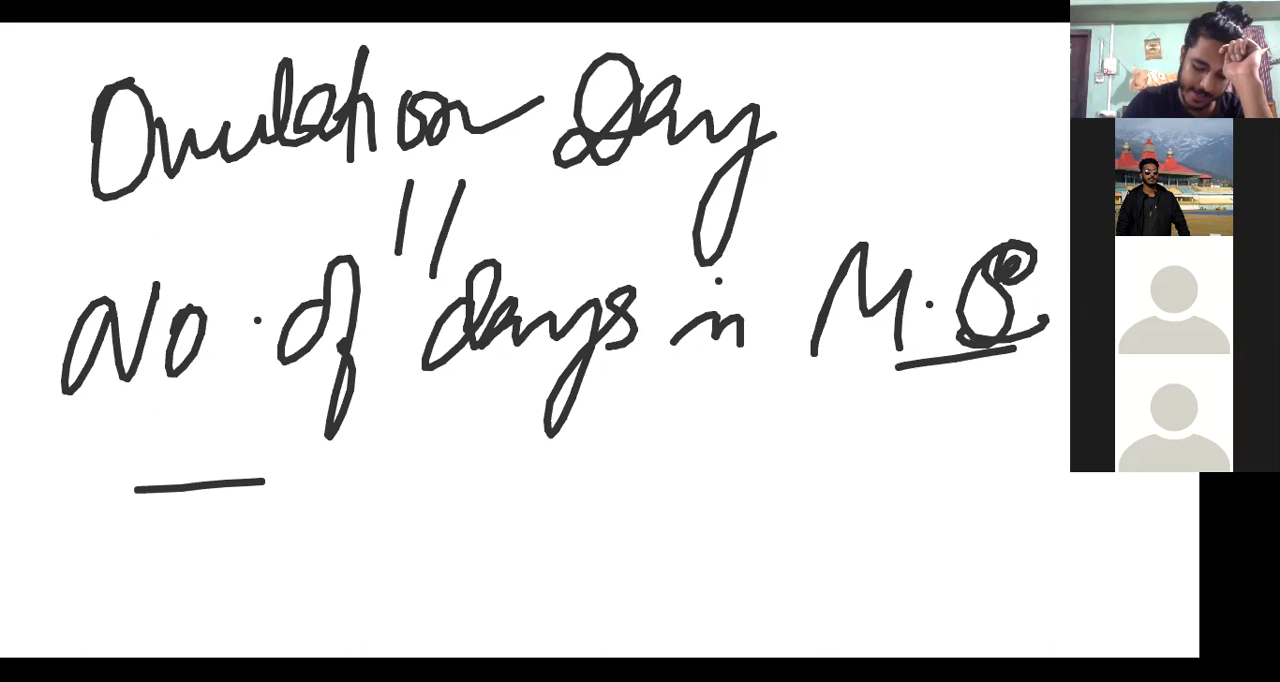 Ovulation Day
=
No. of days in M.C
—